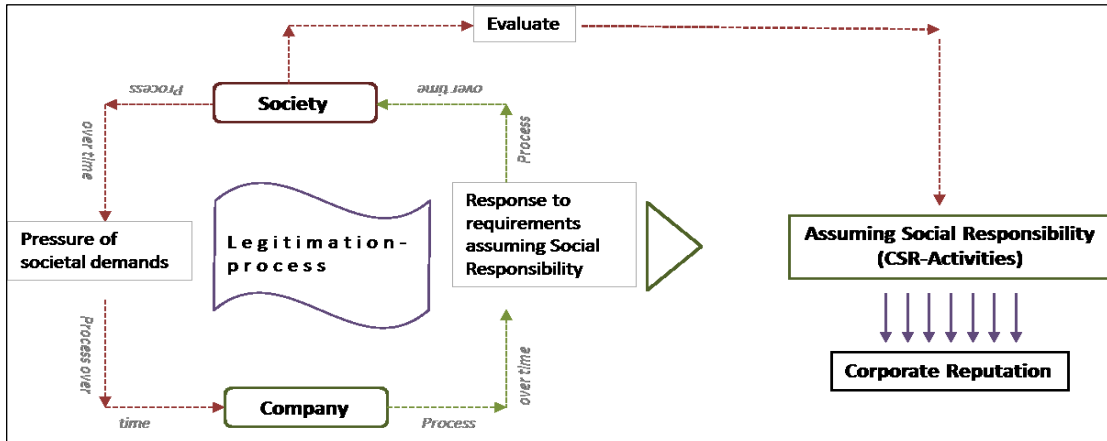 Evaluate
Society
Process
over time
over time
Process
Pressure of
societal demands
Legitimation-
process
Response to
requirements
assuming Social
Responsibility
Assuming Social Responsibility
(CSR-Activities)
Process over
time
Company
Process
over time
Corporate Reputation